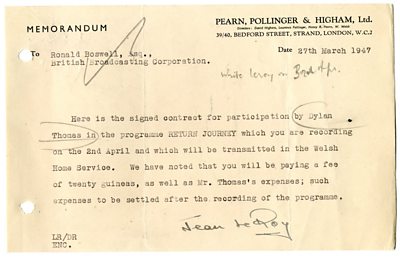 MEMORANDUM
PEARN, POLLINGER & HIGHAM, Ltd.
39/40, BEDFORD STREET, STRAND, LONDON, W.C.2
To Ronald Boswell, Esq.,
British Broadcasting Corporation.
Date 27th March 1947
Here is the signed contract for participation by Dylan
Thomas in the programme RETURN JOURNEY which you are recording
on the 2nd April and which will be transmitted in the Welsh
Home Service. We have noted that you will be paying a fee
of twenty guineas, as well as Mr. Thomas's expenses; such
expenses to be settled after the recording of the programme.
Jean LeRoy
LR/DR
ENC.